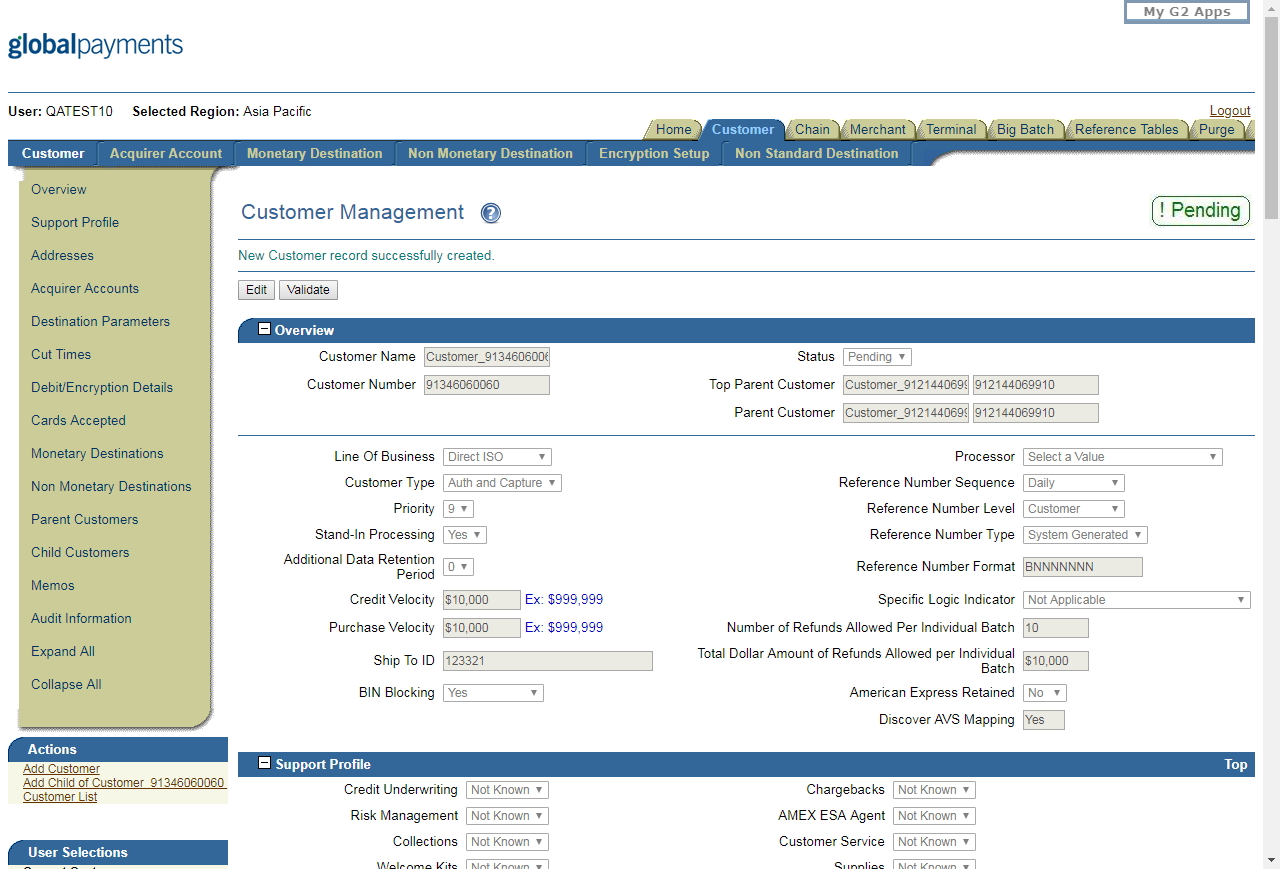 My G2 Apps
globalpayments
User: QATEST10 Selected Region: Asia Pacific
Logout
Home Customer Chain Merchant Terminal Big Batch Reference Tables Purge
Customer Acquirer Account Monetary Destination Non Monetary Destination Encryption Setup Non Standard Destination
Overview
Support Profile
Addresses
Acquirer Accounts
Destination Parameters
Cut Times
Debit/Encryption Details
Cards Accepted
Monetary Destinations
Non Monetary Destinations
Parent Customers
Child Customers
Memos
Audit Information
Expand All
Collapse All
Actions
Add Customer
Add Child of Customer_91346060060
Customer List
User Selections
Customer Management ?
! Pending
New Customer record successfully created.
Edit Validate
Overview
Customer Name Customer_9134606006 Status Pending
Customer Number 91346060060 Top Parent Customer Customer_9121440699 912144069910
Parent Customer Customer_9121440699 912144069910
Line Of Business Direct ISO Processor Select a Value
Customer Type Auth and Capture Reference Number Sequence Daily
Priority 9 Reference Number Level Customer
Stand-In Processing Yes Reference Number Type System Generated
Additional Data Retention
Period 0 Reference Number Format BNNNNNNN
Credit Velocity $10,000 Ex: $999,999 Specific Logic Indicator Not Applicable
Purchase Velocity $10,000 Ex: $999,999 Number of Refunds Allowed Per Individual Batch 10
Ship To ID 123321 Total Dollar Amount of Refunds Allowed per Individual
Batch $10,000
BIN Blocking Yes American Express Retained No
Discover AVS Mapping Yes
Support Profile Top
Credit Underwriting Not Known Chargebacks Not Known
Risk Management Not Known AMEX ESA Agent Not Known
Collections Not Known Customer Service Not Known
Welcome Kits Not Known Supplies Not Known